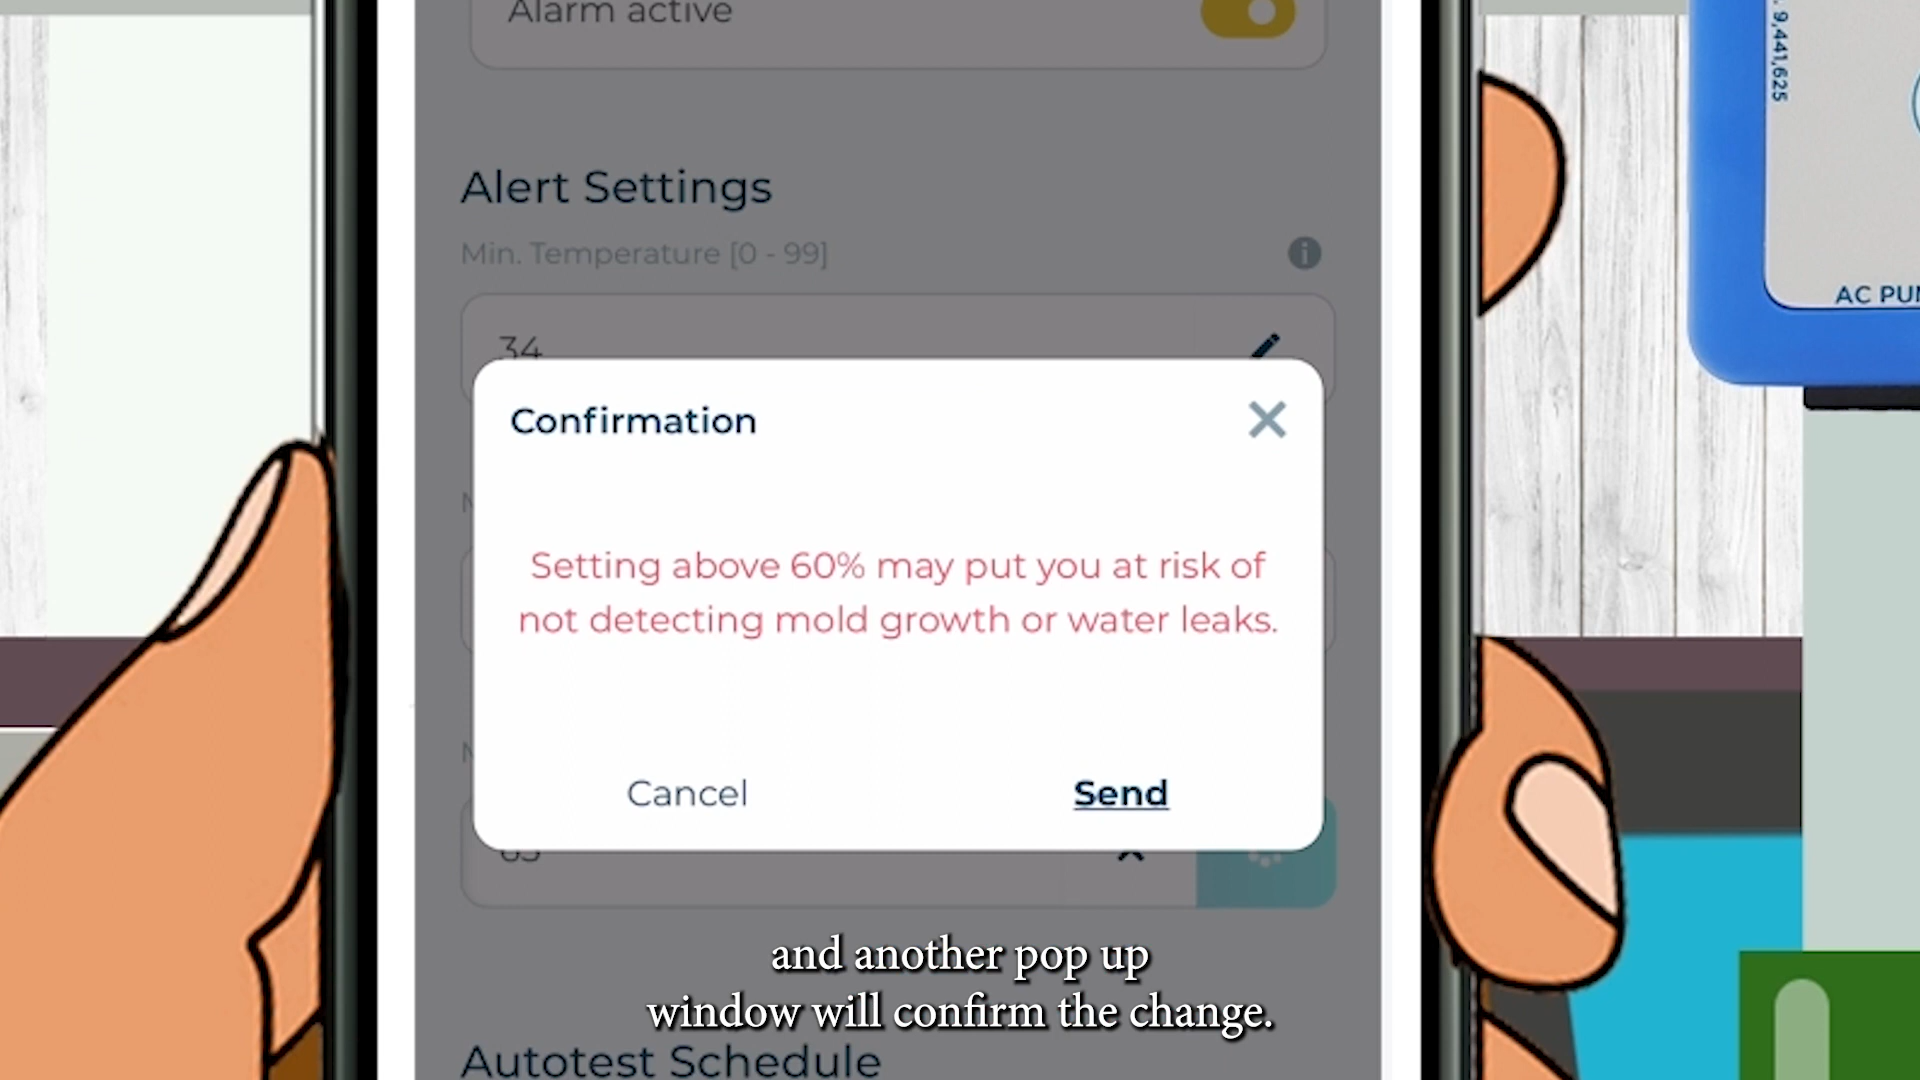 Alarm active
Alert Settings
Min. Temperature [0 - 99]
34
Confirmation
Setting above 60% may put you at risk of
not detecting mold growth or water leaks.
Cancel
Send
and another pop up
window will confirm the change.
Autotest Schedule
9,441,625